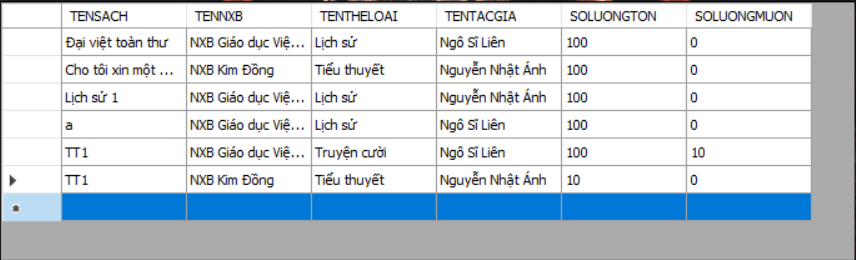 TENSACH TENNXB TENTHELOAI TENTACGIA SOLUONGTON SOLUONGMUON
Đại việt toàn thư NXB Giáo dục Việ... Lịch sử Ngô Sĩ Liên 100 0
Cho tôi xin một ... NXB Kim Đồng Tiểu thuyết Nguyễn Nhật Ánh 100 0
Lịch sử 1 NXB Giáo dục Việ... Lịch sử Nguyễn Nhật Ánh 100 0
a NXB Giáo dục Việ... Lịch sử Ngô Sĩ Liên 100 0
TT1 NXB Giáo dục Việ... Truyện cười Ngô Sĩ Liên 100 10
TT1 NXB Kim Đồng Tiểu thuyết Nguyễn Nhật Ánh 10 0